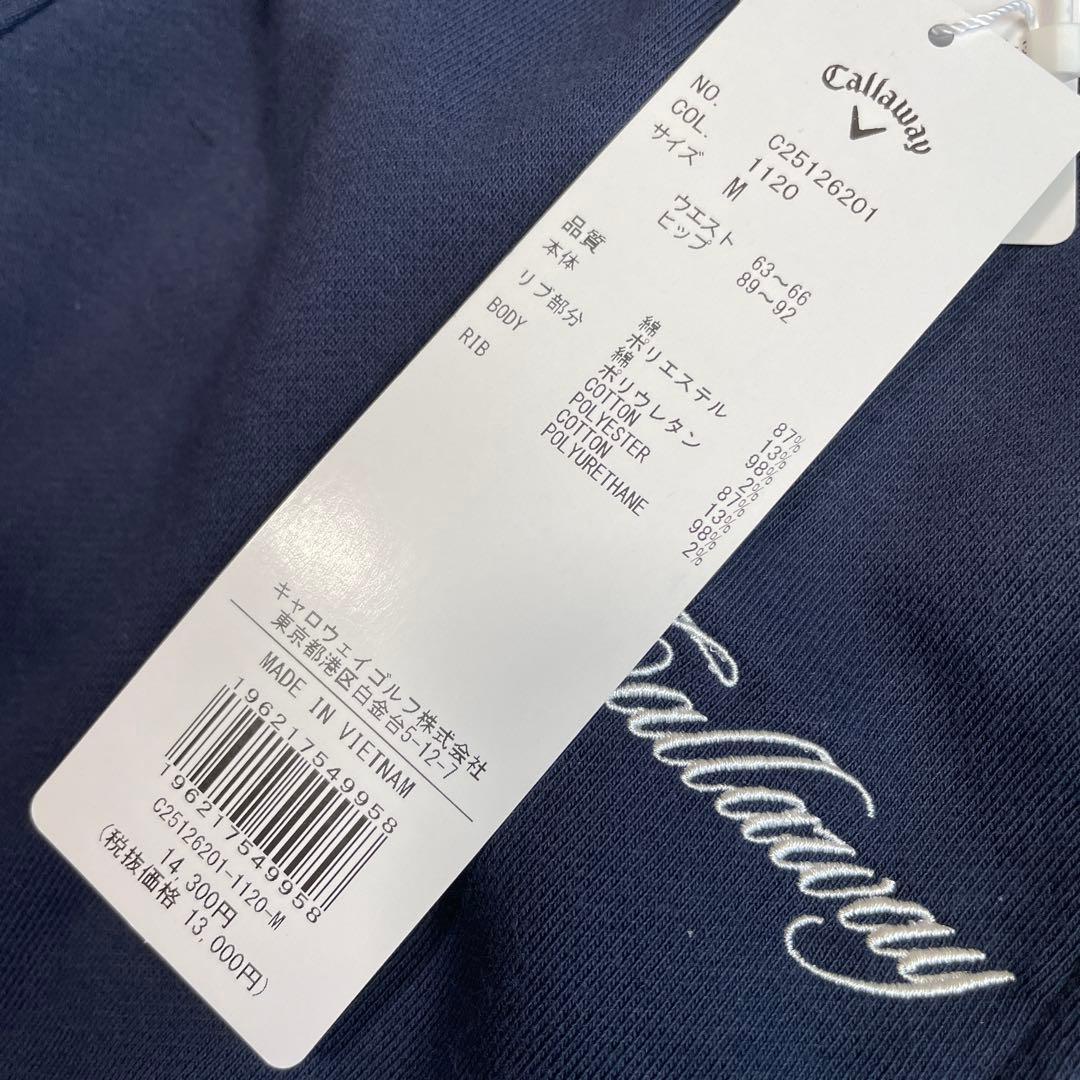 Callaway
NO. C25126201
COL. 1120
サイズ M
ウエスト 63～66
ヒップ 89～92
品質
本体 綿 87%
ポリエステル 13%
リブ部分 綿 98%
ポリウレタン 2%
BODY COTTON 87%
POLYESTER 13%
RIB COTTON 98%
POLYURETHANE 2%
キャロウェイゴルフ株式会社
東京都港区白金台5-12-7
MADE IN VIETNAM
196217549958
196217549958
C25126201-1120-M
14,300円
(税抜価格 13,000円)
Callaway